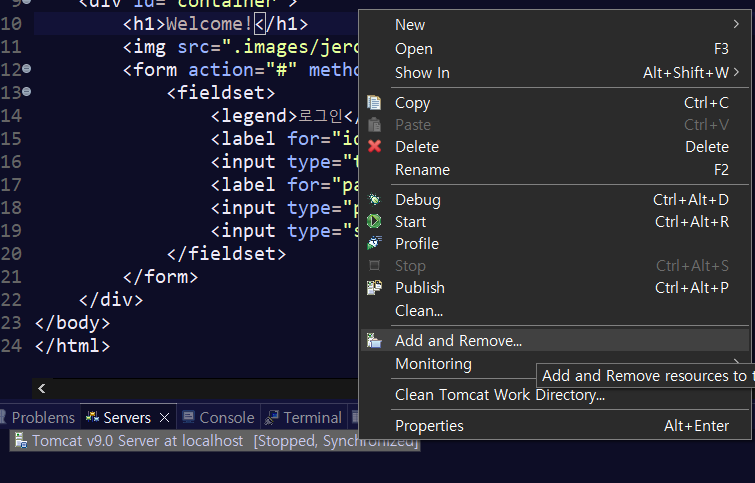 9 <div id="container">
10 <h1>Welcome!</h1>
11 <img src=".images/jero
12 <form action="#" metho
13 <fieldset>
14 <legend>로그인</
15 <label for="id
16 <input type="t
17 <label for="pa
18 <input type="p
19 <input type="s
20 </fieldset>
21 </form>
22 </div>
23 </body>
24 </html>
New
Open F3
Show In Alt+Shift+W
Copy Ctrl+C
Paste Ctrl+V
Delete Delete
Rename F2
Debug Ctrl+Alt+D
Start Ctrl+Alt+R
Profile
Stop Ctrl+Alt+S
Publish Ctrl+Alt+P
Clean...
Add and Remove...
Monitoring
Add and Remove resources to t
Clean Tomcat Work Directory...
Properties Alt+Enter
Problems Servers Console Terminal
Tomcat v9.0 Server at localhost [Stopped, Synchronized]